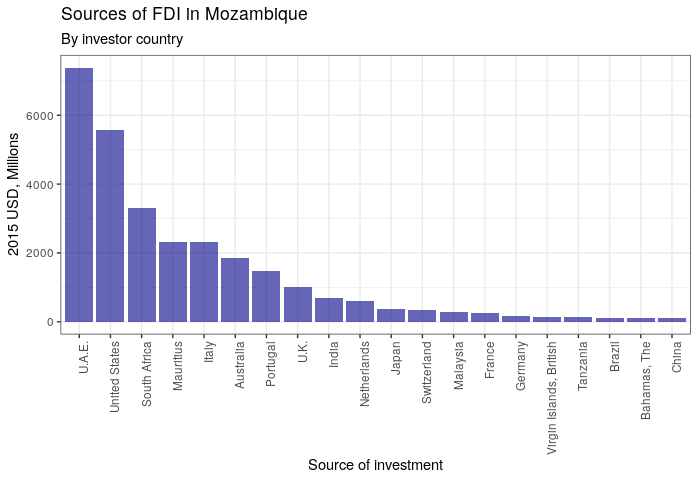 Sources of FDI in Mozambique
By investor country
2015 USD, Millions
6000
4000
2000
0
U.A.E.
United States
South Africa
Mauritius
Italy
Australia
Portugal
U.K.
India
Netherlands
Japan
Switzerland
Malaysia
France
Germany
Virgin Islands, British
Tanzania
Brazil
Bahamas, The
China
Source of investment